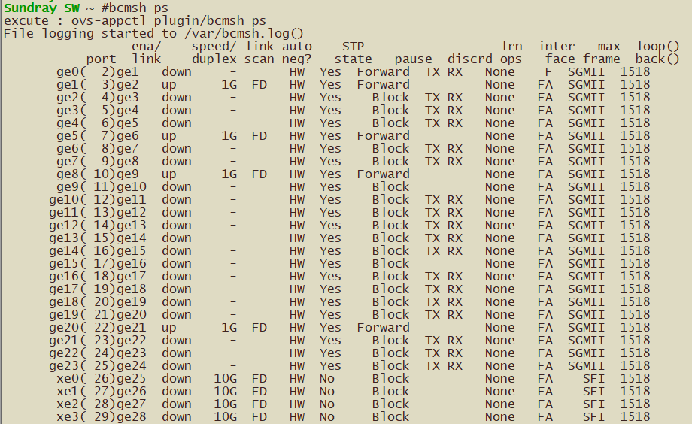 Sundray SW ~ #bcmsh ps
excute : ovs-appctl plugin/bcmsh ps
File logging started to /var/bcmsh.log()
ena/ speed/ link auto STP lrn inter max loop()
port link duplex scan neg? state pause discrd ops face frame back()
ge0( 2)ge1 down - HW Yes Forward TX RX None F SGMII 1518
ge1( 3)ge2 up 1G FD HW Yes Forward None FA SGMII 1518
ge2( 4)ge3 down - HW Yes Block TX RX None FA SGMII 1518
ge3( 5)ge4 down - HW Yes Block TX RX None FA SGMII 1518
ge4( 6)ge5 down - HW Yes Block TX RX None FA SGMII 1518
ge5( 7)ge6 up 1G FD HW Yes Forward None FA SGMII 1518
ge6( 8)ge7 down - HW Yes Block TX RX None FA SGMII 1518
ge7( 9)ge8 down - HW Yes Block TX RX None FA SGMII 1518
ge8( 10)ge9 up 1G FD HW Yes Forward None FA SGMII 1518
ge9( 11)ge10 down - HW Yes Block None FA SGMII 1518
ge10( 12)ge11 down - HW Yes Block TX RX None FA SGMII 1518
ge11( 13)ge12 down - HW Yes Block TX RX None FA SGMII 1518
ge12( 14)ge13 down - HW Yes Block TX RX None FA SGMII 1518
ge13( 15)ge14 down - HW Yes Block TX RX None FA SGMII 1518
ge14( 16)ge15 down - HW Yes Block TX RX None FA SGMII 1518
ge15( 17)ge16 down - HW Yes Block None FA SGMII 1518
ge16( 18)ge17 down - HW Yes Block TX RX None FA SGMII 1518
ge17( 19)ge18 down - HW Yes Block TX RX None FA SGMII 1518
ge18( 20)ge19 down - HW Yes Block TX RX None FA SGMII 1518
ge19( 21)ge20 down - HW Yes Block TX RX None FA SGMII 1518
ge20( 22)ge21 up 1G FD HW Yes Forward None FA SGMII 1518
ge21( 23)ge22 down - HW Yes Block TX RX None FA SGMII 1518
ge22( 24)ge23 down - HW Yes Block TX RX None FA SGMII 1518
ge23( 25)ge24 down - HW Yes Block TX RX None FA SGMII 1518
xe0( 26)ge25 down 10G FD HW No Block None FA SFI 1518
xe1( 27)ge26 down 10G FD HW No Block None FA SFI 1518
xe2( 28)ge27 down 10G FD HW No Block None FA SFI 1518
xe3( 29)ge28 down 10G FD HW No Block None FA SFI 1518